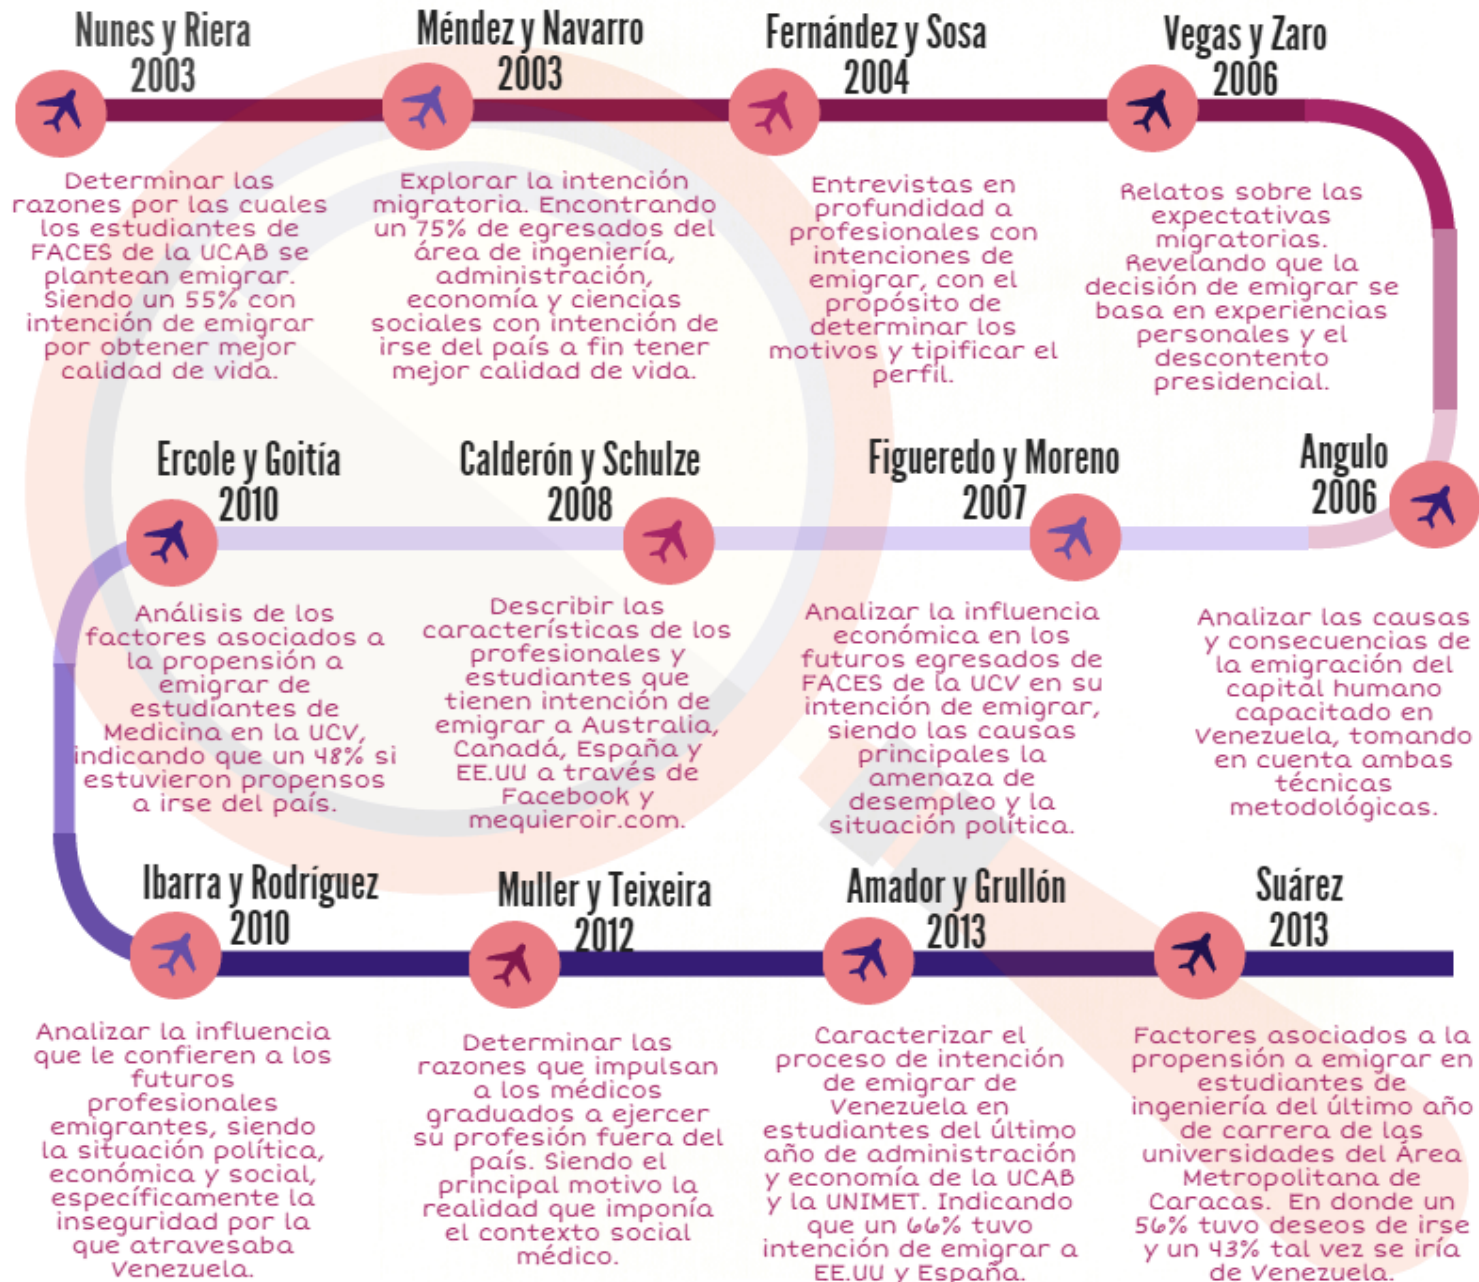 Nunes y Riera
2003
Determinar las
razones por las cuales
los estudiantes de
FACES de la UCAB se
plantean emigrar.
Siendo un 55% con
intención de emigrar
por obtener mejor
calidad de vida.
Méndez y Navarro
2003
Explorar la intención
migratoria. Encontrando
un 75% de egresados del
área de ingeniería,
administración,
economía y ciencias
sociales con intención de
irse del país a fin tener
mejor calidad de vida.
Fernández y Sosa
2004
Entrevistas en
profundidad a
profesionales con
intenciones de
emigrar, con el
propósito de
determinar los
motivos y tipificar el
perfil.
Vegas y Zaro
2006
Relatos sobre las
expectativas
migratorias.
Revelando que la
decisión de emigrar se
basa en experiencias
personales y el
descontento
presidencial.
Angulo
2006
Analizar las causas
y consecuencias de
la emigración del
capital humano
capacitado en
Venezuela, tomando
en cuenta ambas
técnicas
metodológicas.
Figueredo y Moreno
2007
Analizar la influencia
económica en los
futuros egresados de
FACES de la UCV en su
intención de emigrar,
siendo las causas
principales la
amenaza de
desempleo y la
situación política.
Calderón y Schulze
2008
Describir las
características de los
profesionales y
estudiantes que
tienen intención de
emigrar a Australia,
Canadá, España y
EE.UU a través de
Facebook y
mequieroir.com.
Ercole y Goitía
2010
Análisis de los
factores asociados a
la propensión a
emigrar de
estudiantes de
Medicina en la UCV,
indicando que un 48% si
estuvieron propensos
a irse del país.
Ibarra y Rodríguez
2010
Analizar la influencia
que le confieren a los
futuros
profesionales
emigrantes, siendo
la situación política,
económica y social,
específicamente la
inseguridad por la
que atravesaba
Venezuela.
Muller y Teixeira
2012
Determinar las
razones que impulsan
a los médicos
graduados a ejercer
su profesión fuera del
país. Siendo el
principal motivo la
realidad que imponía
el contexto social
médico.
Amador y Grullón
2013
Caracterizar el
proceso de intención
de emigrar de
Venezuela en
estudiantes del último
año de administración
y economía de la UCAB
y la UNIMET. Indicando
que un 66% tuvo
intención de emigrar a
EE.UU y España.
Suárez
2013
Factores asociados a la
propensión a emigrar en
estudiantes de
ingeniería del último año
de carrera de las
universidades del Área
Metropolitana de
Caracas. En donde un
56% tuvo deseos de irse
y un 43% tal vez se iría
de Venezuela.